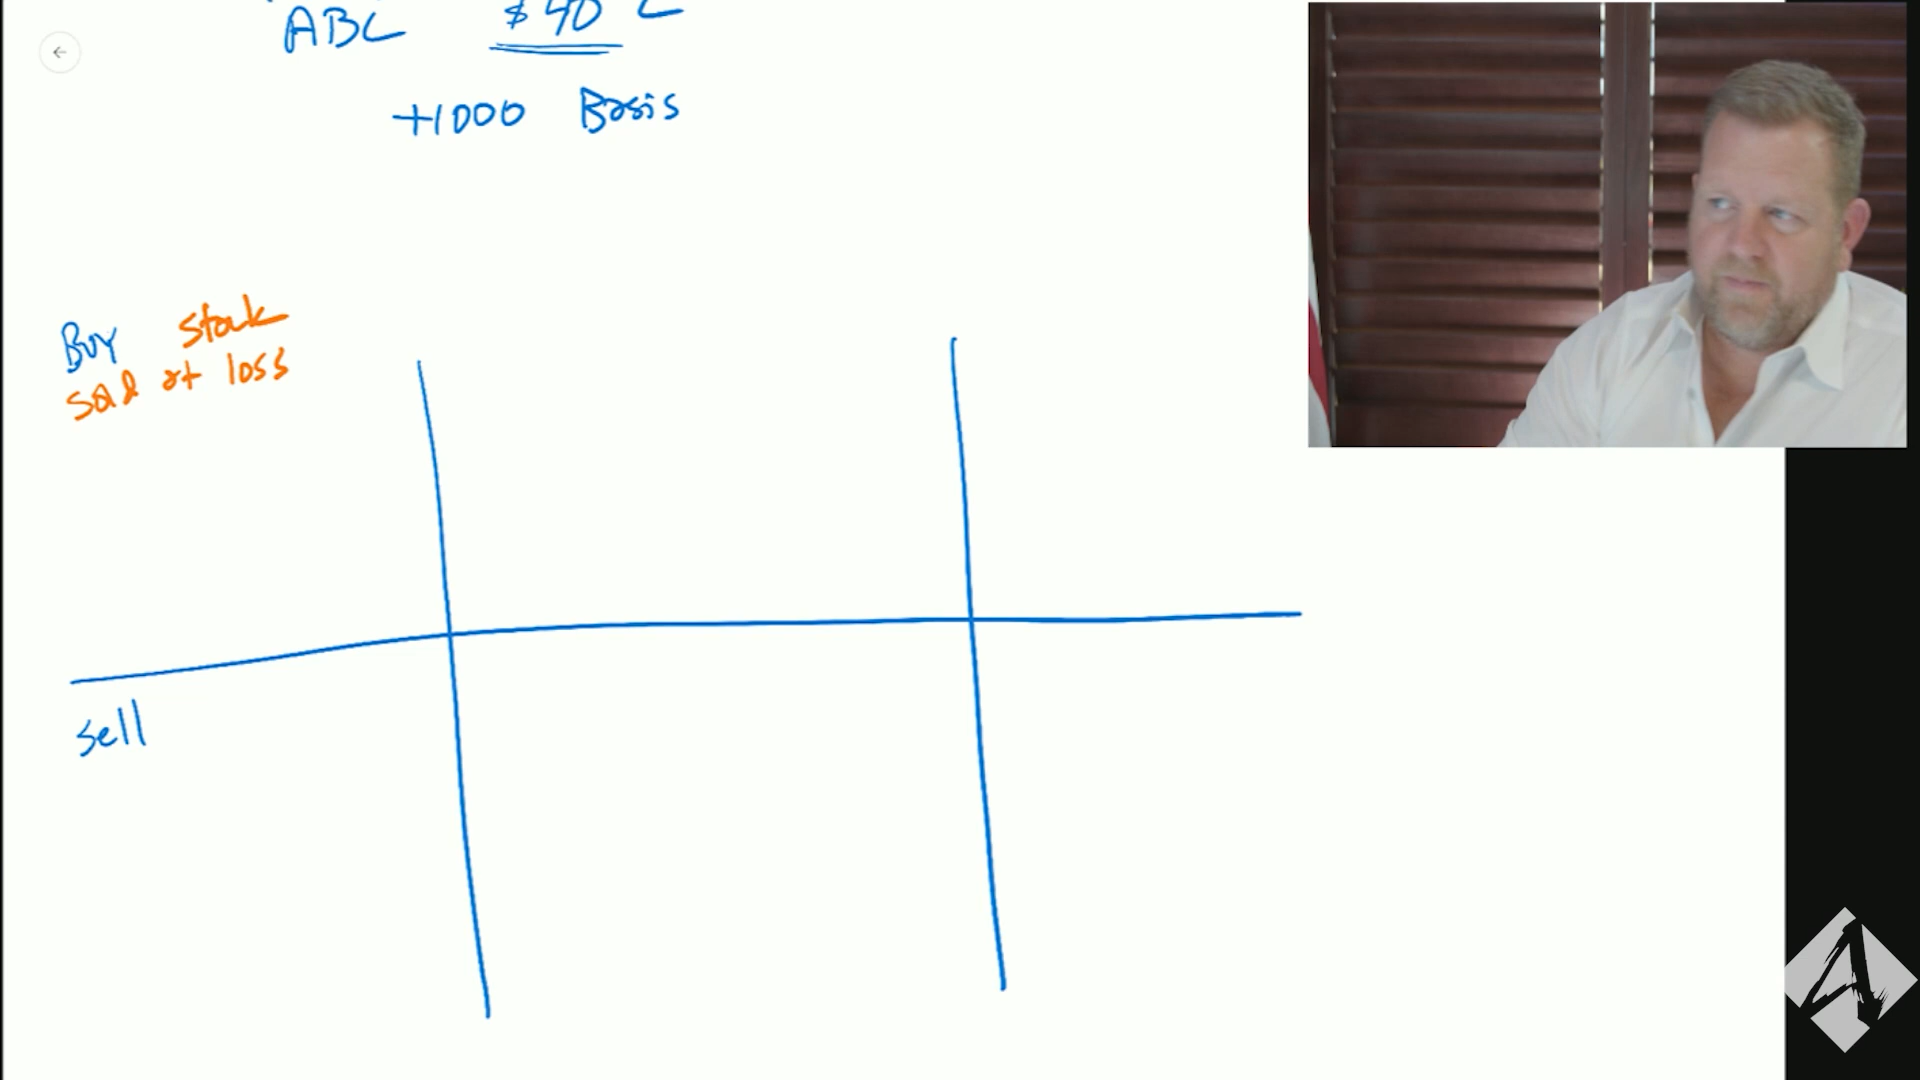 ABC $40 C
+1000 Basis
Buy stock
sold at loss
sell
A